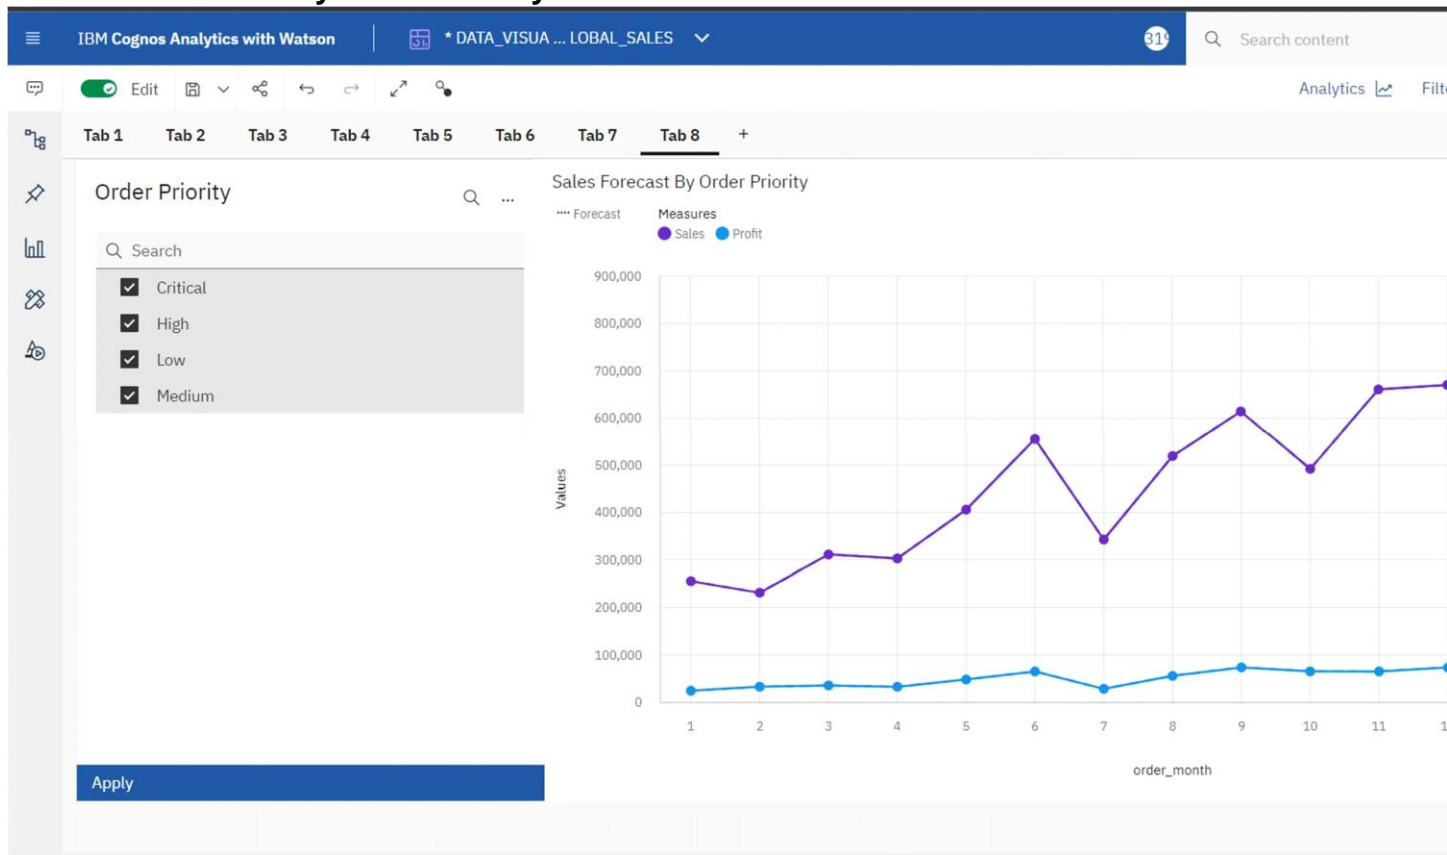 IBM Cognos Analytics with Watson
* DATA_VISUA ... LOBAL_SALES
Search content
Edit
Analytics
Tab 1 Tab 2 Tab 3 Tab 4 Tab 5 Tab 6 Tab 7 Tab 8 +
Order Priority
...
Search
Critical
High
Low
Medium
Apply
Sales Forecast By Order Priority
Forecast
Measures
Sales Profit
900,000
800,000
700,000
600,000
500,000
400,000
300,000
200,000
100,000
0
Values
1 2 3 4 5 6 7 8 9 10 11
order_month